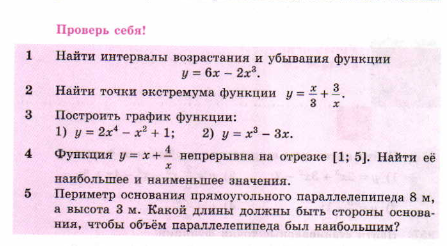 Проверь себя!
1 Найти интервалы возрастания и убывания функции
y = 6x − 2x³.
2 Найти точки экстремума функции y = x/3 + 3/x.
3 Построить график функции:
1) y = 2x⁴ − x² + 1; 2) y = x³ − 3x.
4 Функция y = x + 4/x непрерывна на отрезке [1; 5]. Найти её
наибольшее и наименьшее значения.
5 Периметр основания прямоугольного параллелепипеда 8 м,
а высота 3 м. Какой длины должны быть стороны основа-
ния, чтобы объём параллелепипеда был наибольшим?